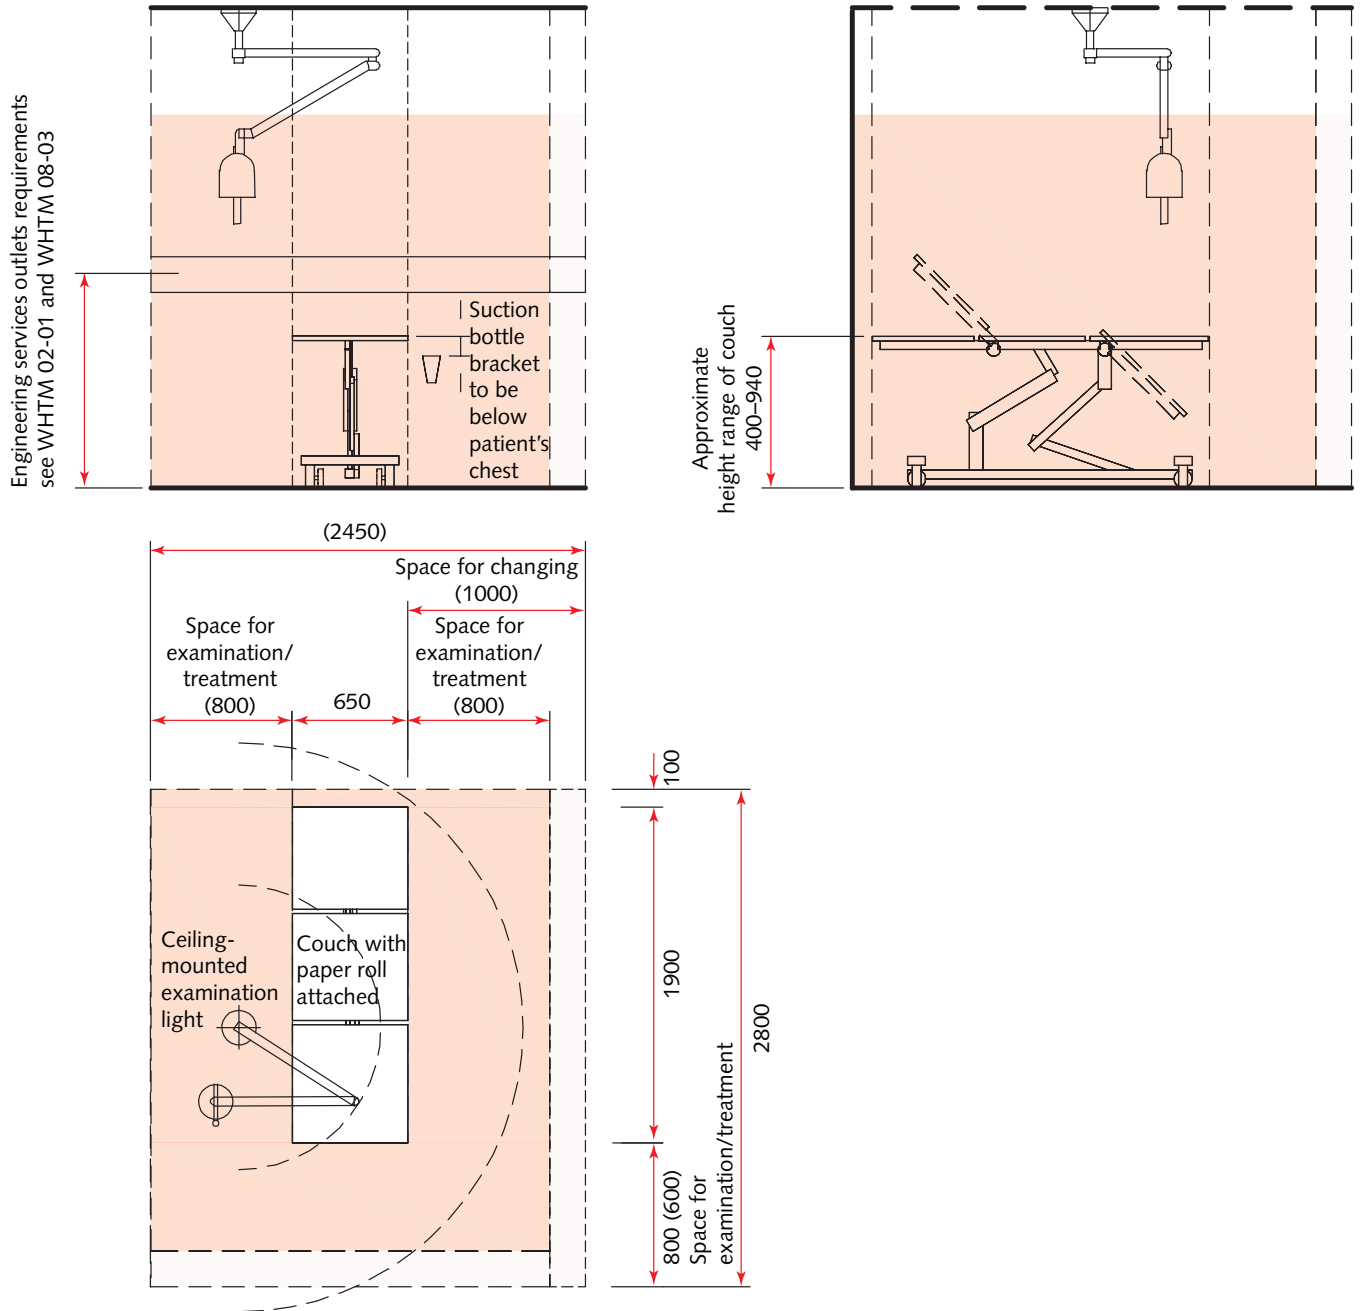 Engineering services outlets requirements
see WHTM 02-01 and WHTM 08-03
Suction
bottle
bracket
to be
below
patient's
chest
Approximate
height range of couch
400–940
(2450)
Space for changing
(1000)
Space for
examination/
treatment
(800)
650
Space for
examination/
treatment
(800)
100
1900
2800
800 (600)
Space for
examination/treatment
Ceiling-
mounted
examination
light
Couch with
paper roll
attached